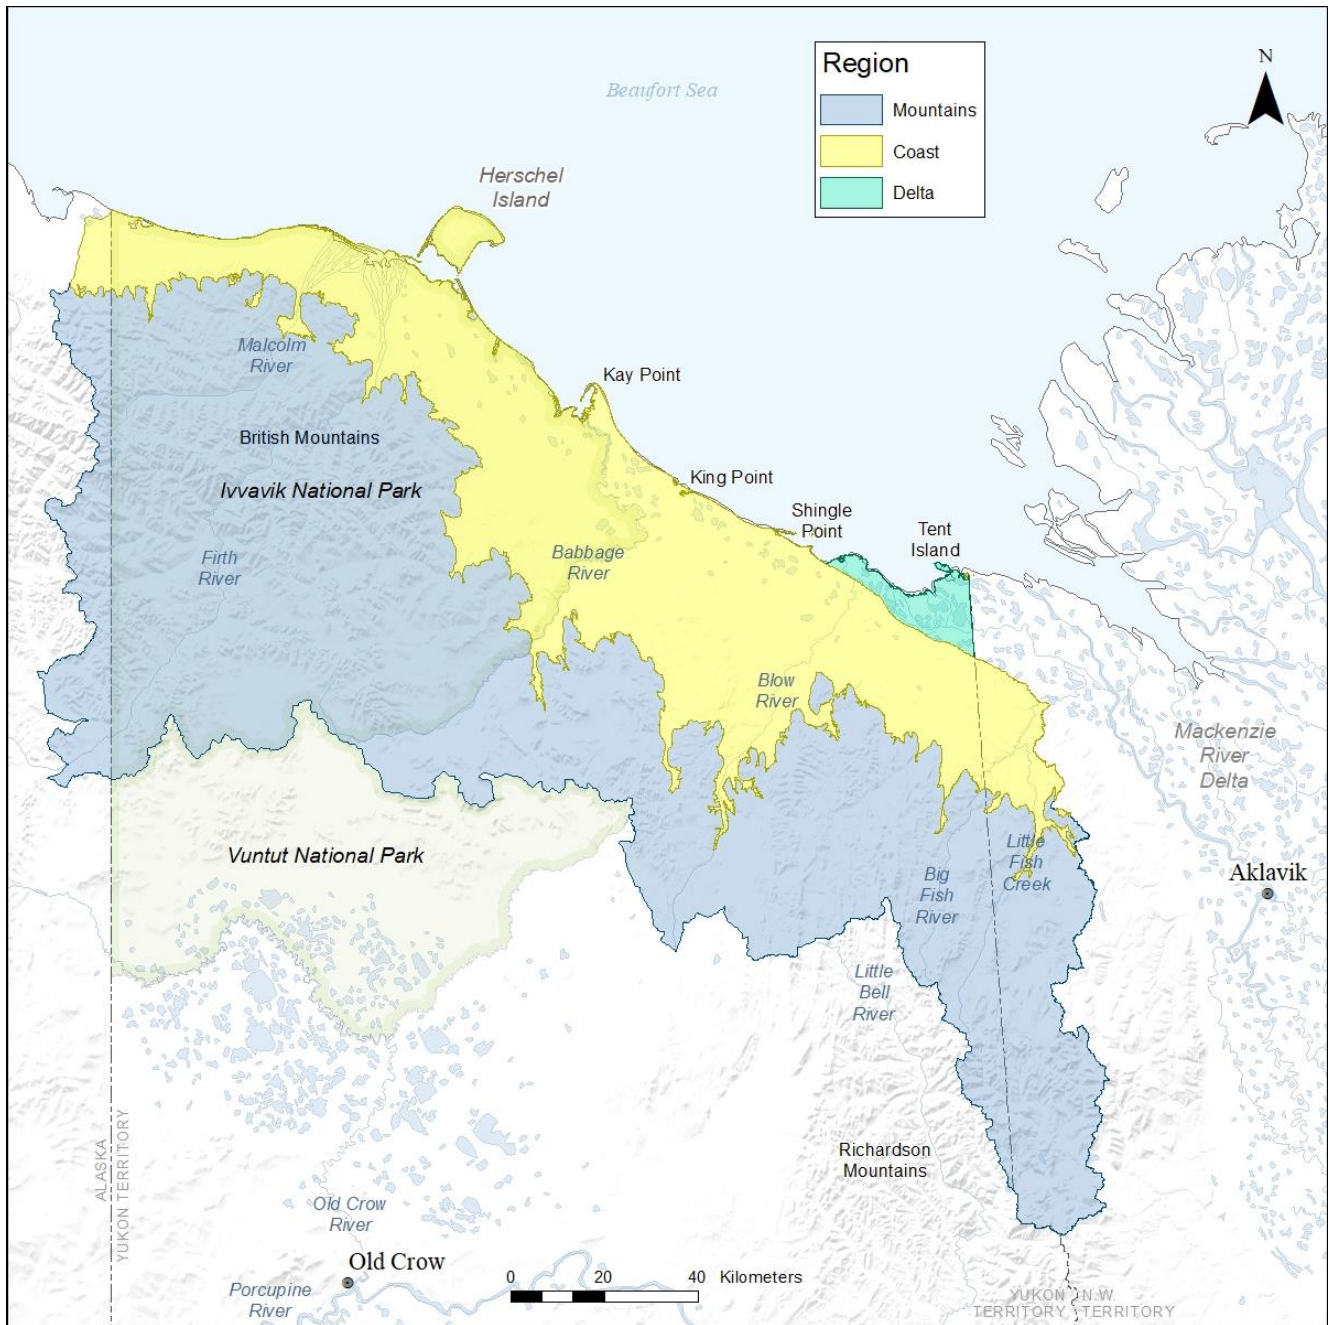 Region
Mountains
Coast
Delta
N
Beaufort Sea
Herschel
Island
Malcolm
River
Kay Point
British Mountains
Ivvavik National Park
King Point
Shingle
Point
Tent
Island
Firth
River
Babbage
River
Blow
River
Mackenzie
River
Delta
Vuntut National Park
Little
Fish
Creek
Big
Fish
River
Aklavik
Little
Bell
River
Richardson
Mountains
ALASKA
YUKON TERRITORY
Old Crow
River
Old Crow
Porcupine
River
0 20 40 Kilometers
YUKON
TERRITORY
N.W.
TERRITORY